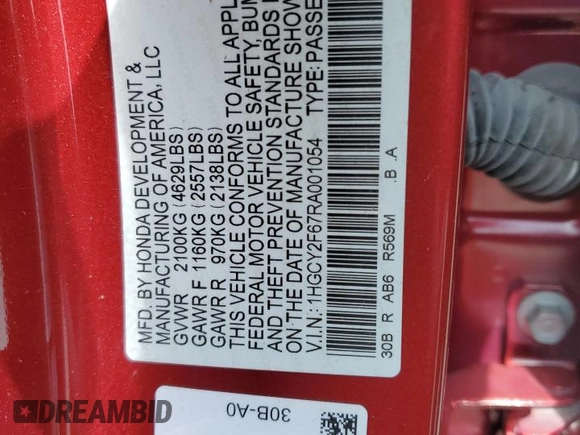 MFD. BY HONDA DEVELOPMENT &
MANUFACTURING OF AMERICA, LLC
GVWR 2100KG (4629LBS)
GAWR F 1160KG (2557LBS)
GAWR R 970KG (2138LBS)
THIS VEHICLE CONFORMS TO ALL APPL
FEDERAL MOTOR VEHICLE SAFETY, BUM
AND THEFT PREVENTION STANDARDS
ON THE DATE OF MANUFACTURE SHOW
V.I.N.: 1HGCY2F67RA001054 TYPE: PASSE
30B R AB6 R569M .B .A
30B-A0
DREAMBID